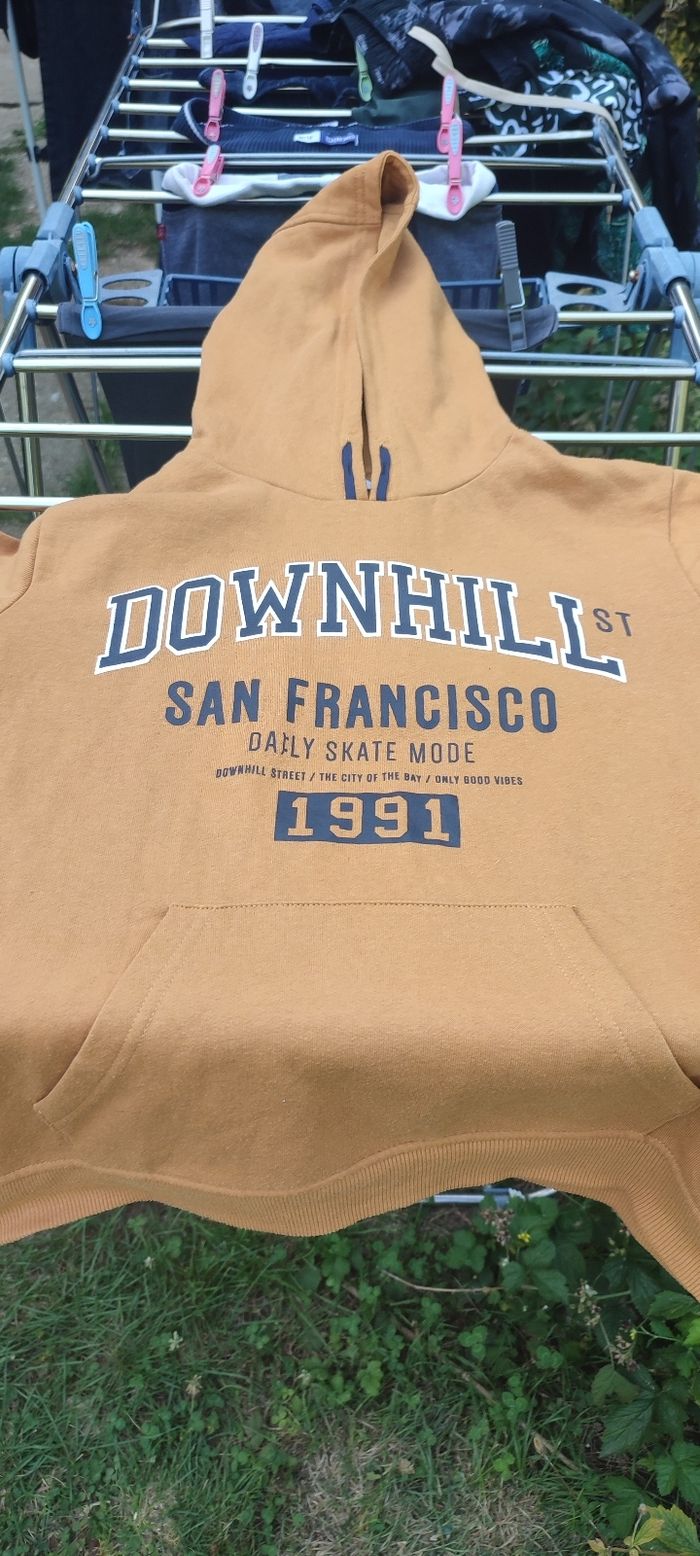 DOWNHILL ST
SAN FRANCISCO
DAILY SKATE MODE
DOWNHILL STREET / THE CITY OF THE BAY / ONLY GOOD VIBES
1991